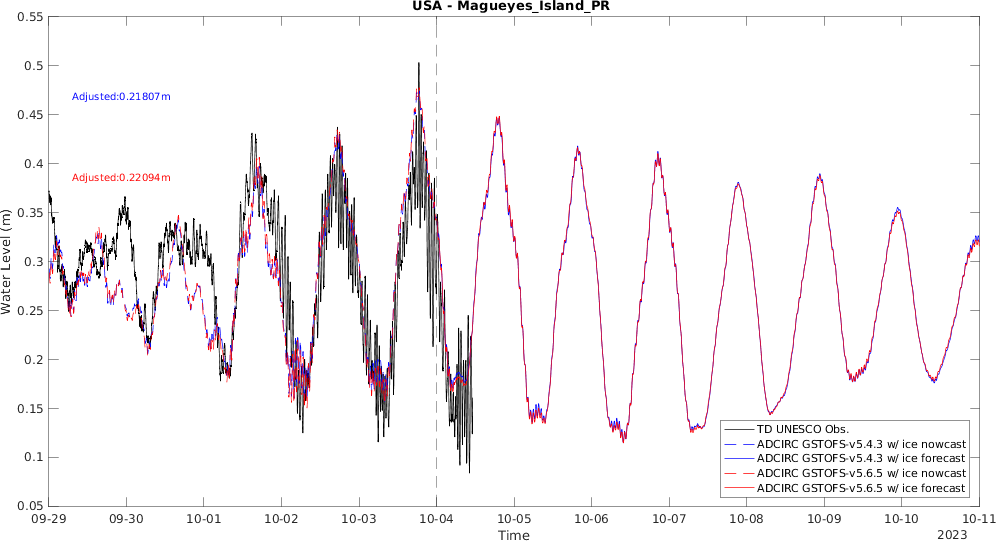 USA - Magueyes_Island_PR
0.55
0.5
0.45
0.4
0.35
0.3
0.25
0.2
0.15
0.1
0.05
Water Level (m)
Adjusted:0.21807m
Adjusted:0.22094m
TD UNESCO Obs.
ADCIRC GSTOFS-v5.4.3 w/ ice nowcast
ADCIRC GSTOFS-v5.4.3 w/ ice forecast
ADCIRC GSTOFS-v5.6.5 w/ ice nowcast
ADCIRC GSTOFS-v5.6.5 w/ ice forecast
09-29 09-30 10-01 10-02 10-03 10-04 10-05 10-06 10-07 10-08 10-09 10-10 10-11
Time
2023